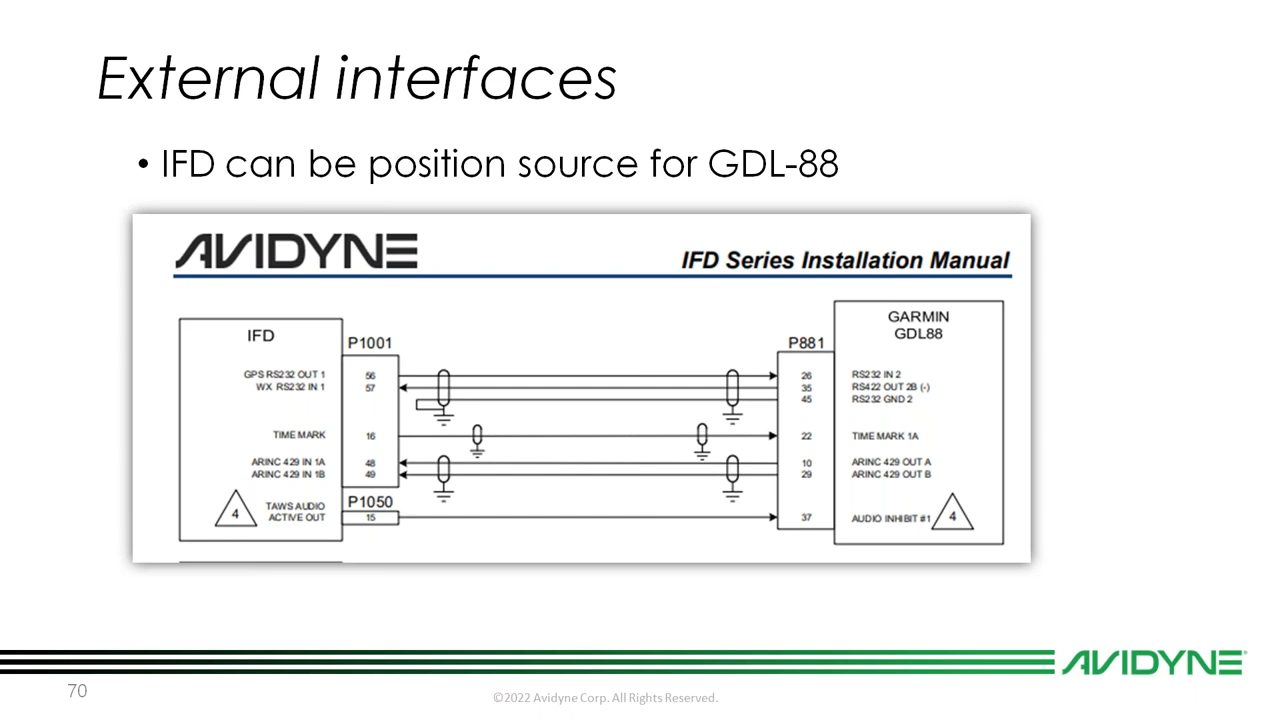 External interfaces
• IFD can be position source for GDL-88
AVIDYNE
IFD Series Installation Manual
IFD
P1001
GPS RS232 OUT 1 56
WX RS232 IN 1 57
TIME MARK 16
ARINC 429 IN 1A 48
ARINC 429 IN 1B 49
P1050
4
TAWS AUDIO
ACTIVE OUT 15
GARMIN
GDL88
P881
26 RS232 IN 2
35 RS422 OUT 2B (-)
45 RS232 GND 2
22 TIME MARK 1A
10 ARINC 429 OUT A
29 ARINC 429 OUT B
37 AUDIO INHIBIT #1
4
AVIDYNE®
70
©2022 Avidyne Corp. All Rights Reserved.